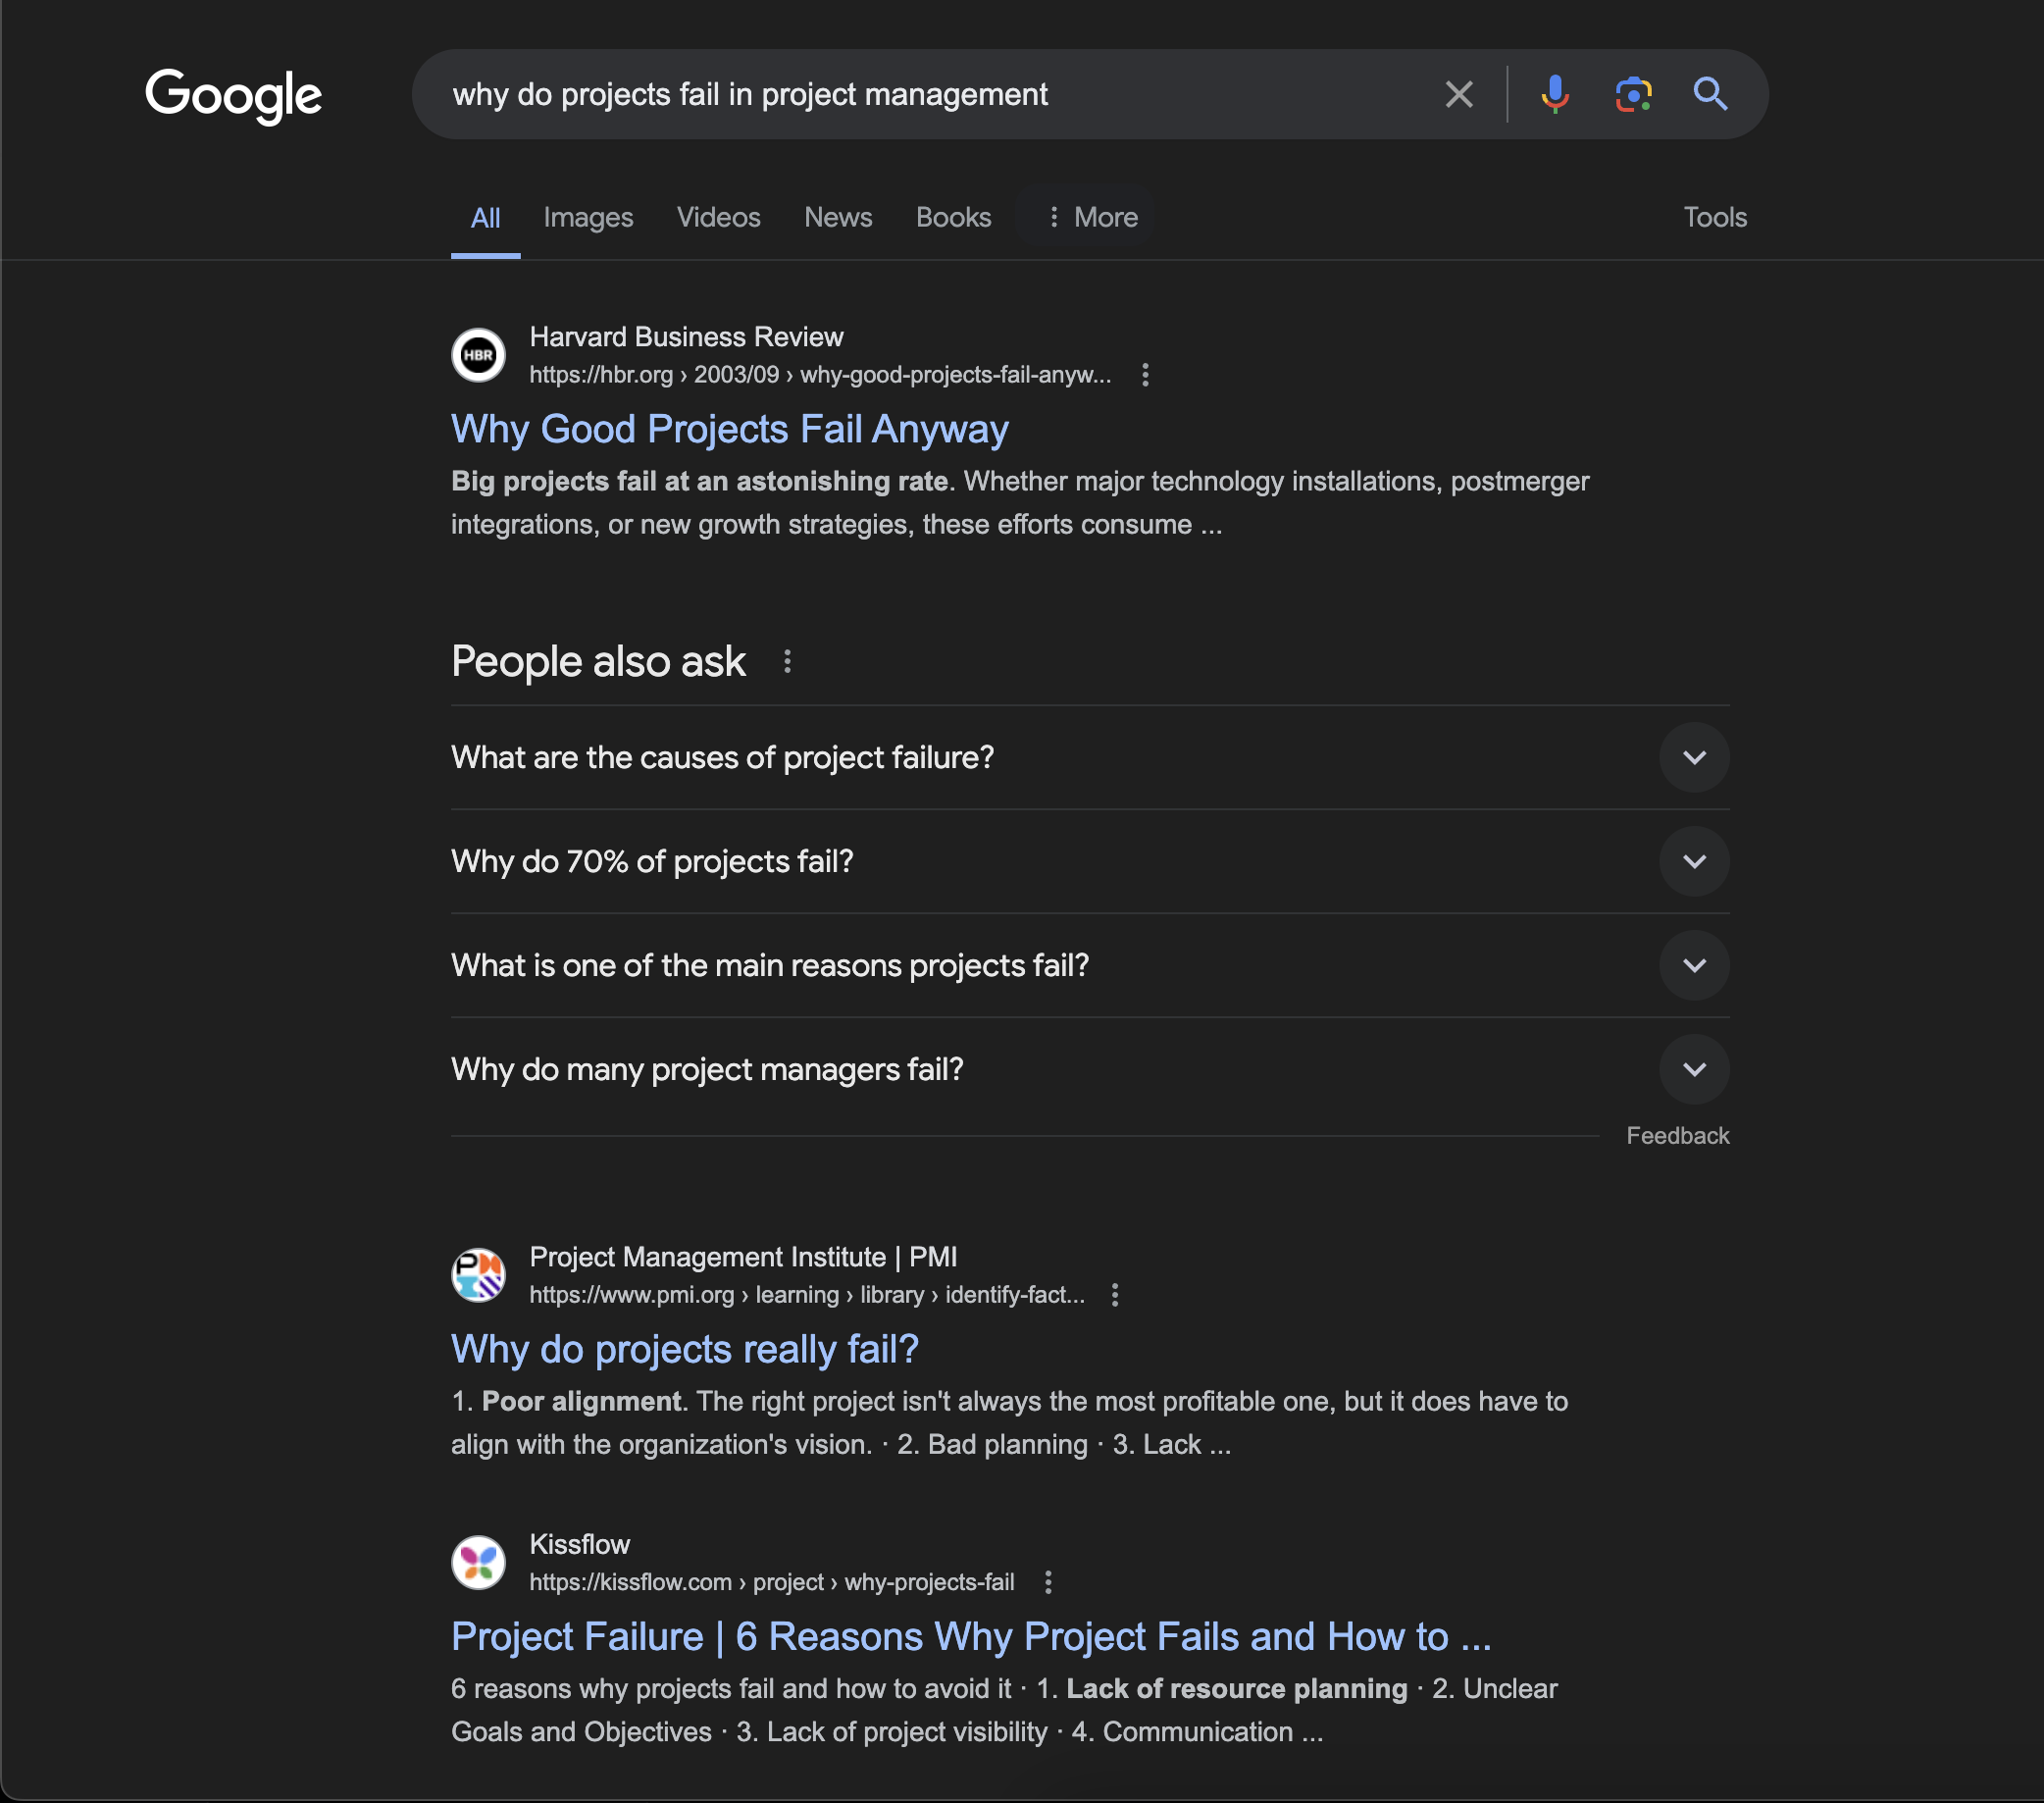 Google
why do projects fail in project management
All Images Videos News Books More Tools
HBR
Harvard Business Review
https://hbr.org › 2003/09 › why-good-projects-fail-anyw...
Why Good Projects Fail Anyway
Big projects fail at an astonishing rate. Whether major technology installations, postmerger
integrations, or new growth strategies, these efforts consume ...
People also ask
What are the causes of project failure?
Why do 70% of projects fail?
What is one of the main reasons projects fail?
Why do many project managers fail?
Feedback
Project Management Institute | PMI
https://www.pmi.org › learning › library › identify-fact...
Why do projects really fail?
1. Poor alignment. The right project isn't always the most profitable one, but it does have to
align with the organization's vision. · 2. Bad planning · 3. Lack ...
Kissflow
https://kissflow.com › project › why-projects-fail
Project Failure | 6 Reasons Why Project Fails and How to ...
6 reasons why projects fail and how to avoid it · 1. Lack of resource planning · 2. Unclear
Goals and Objectives · 3. Lack of project visibility · 4. Communication ...